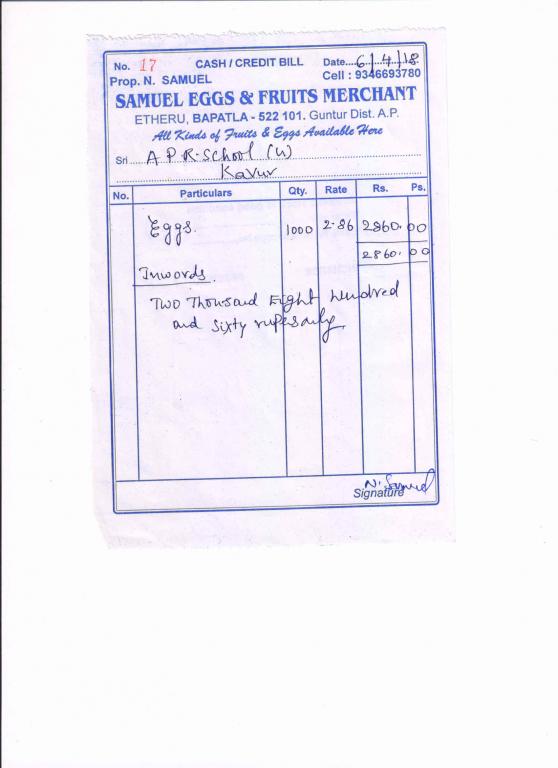 No. 17 CASH / CREDIT BILL Date....6/4/18
Prop. N. SAMUEL Cell : 9346693780
SAMUEL EGGS & FRUITS MERCHANT
ETHERU, BAPATLA - 522 101. Guntur Dist. A.P.
All Kinds of Fruits & Eggs Available Here
Sri A P R-School (W)
Kavur
No. Particulars Qty. Rate Rs. Ps.
Eggs. 1000 2-86 2860. 00
2860. 00
Inwords.
Two Thousand Eight hundred
and sixty rupes only
N. Samuel
Signature